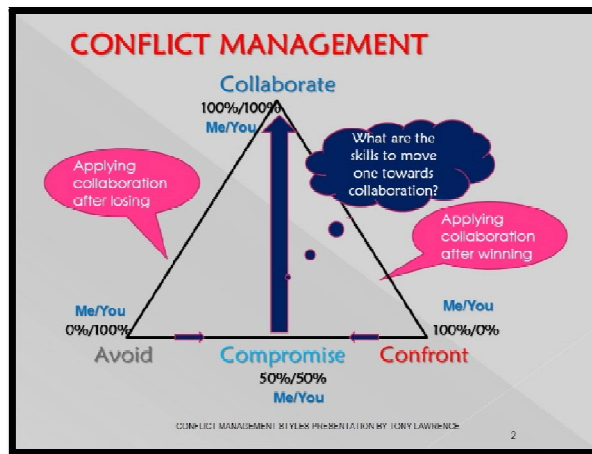 CONFLICT MANAGEMENT
Collaborate
100%/100%
Me/You
What are the
skills to move
one towards
collaboration?
Applying
collaboration
after losing
Applying
collaboration
after winning
Me/You
0%/100%
Me/You
100%/0%
Avoid
Compromise
Confront
50%/50%
Me/You
CONFLICT MANAGEMENT STYLES PRESENTATION BY TONY LAWRENCE
2